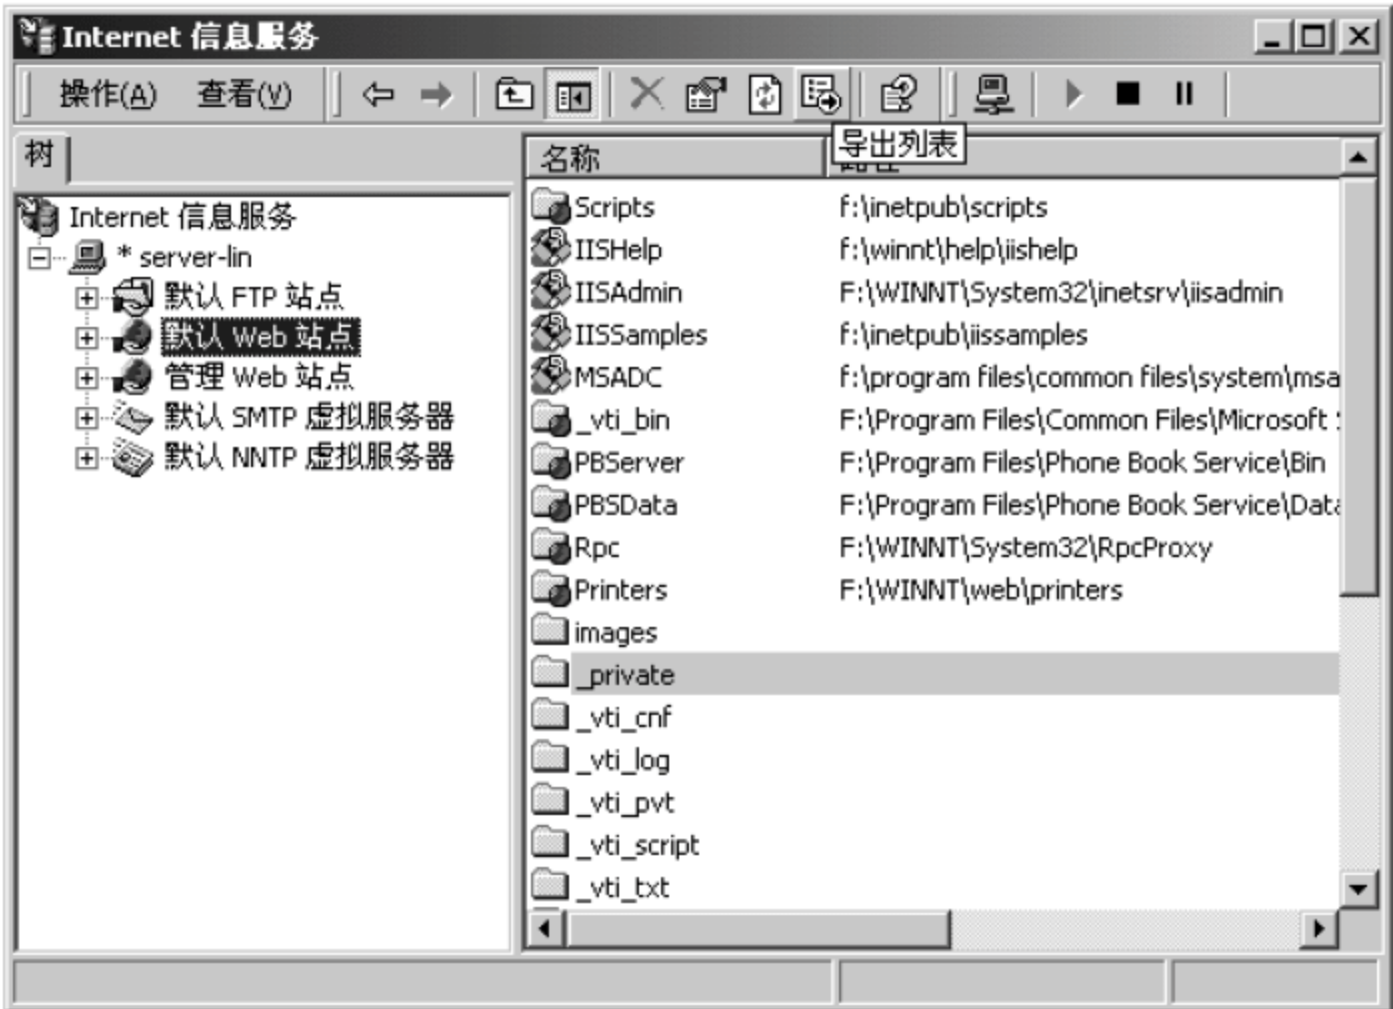 Internet 信息服务
操作(A) 查看(V)
导出列表
树
名称
Internet 信息服务
* server-lin
默认 FTP 站点
默认 Web 站点
管理 Web 站点
默认 SMTP 虚拟服务器
默认 NNTP 虚拟服务器
Scripts f:\inetpub\scripts
IISHelp f:\winnt\help\iishelp
IISAdmin F:\WINNT\System32\inetsrv\iisadmin
IISSamples f:\inetpub\iissamples
MSADC f:\program files\common files\system\msa
_vti_bin F:\Program Files\Common Files\Microsoft
PBServer F:\Program Files\Phone Book Service\Bin
PBSData F:\Program Files\Phone Book Service\Data
Rpc F:\WINNT\System32\RpcProxy
Printers F:\WINNT\web\printers
images
_private
_vti_cnf
_vti_log
_vti_pvt
_vti_script
_vti_txt